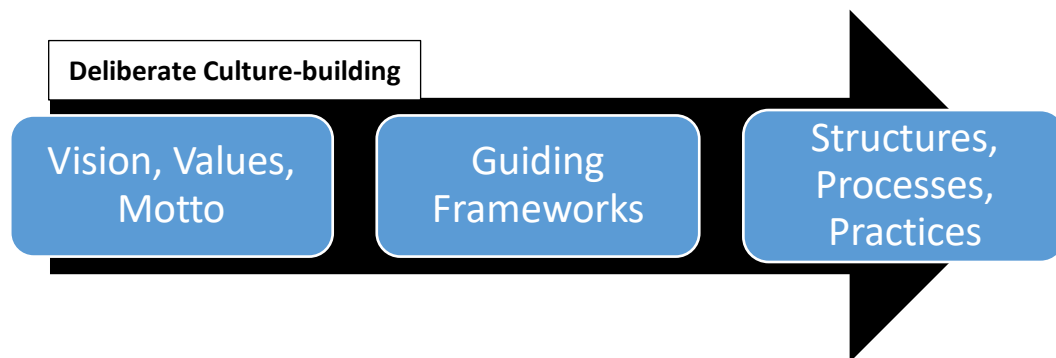 Deliberate Culture-building
Vision, Values,
Motto
Guiding
Frameworks
Structures,
Processes,
Practices